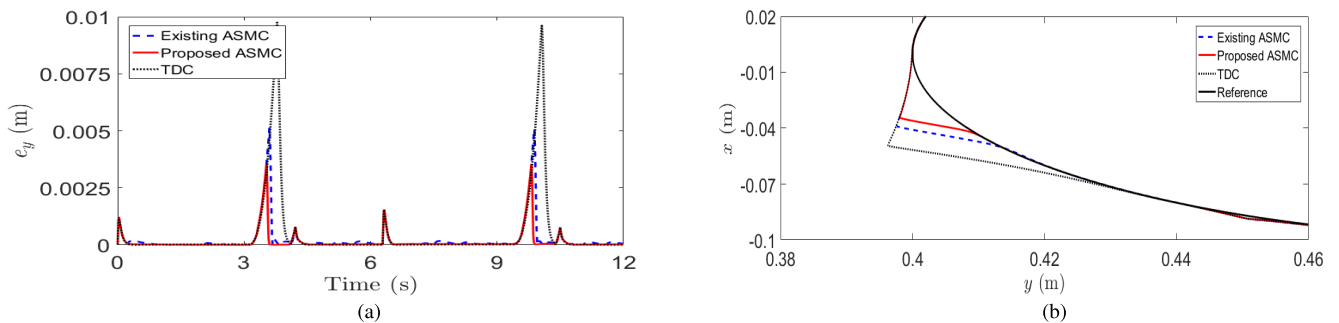 0.01
0.0075
0.005
0.0025
0
e_y (m)
Existing ASMC
Proposed ASMC
TDC
0 3 6 9 12
Time (s)
(a)
0.02
-0.01
-0.04
-0.07
-0.1
x (m)
Existing ASMC
Proposed ASMC
TDC
Reference
0.38 0.4 0.42 0.44 0.46
y (m)
(b)